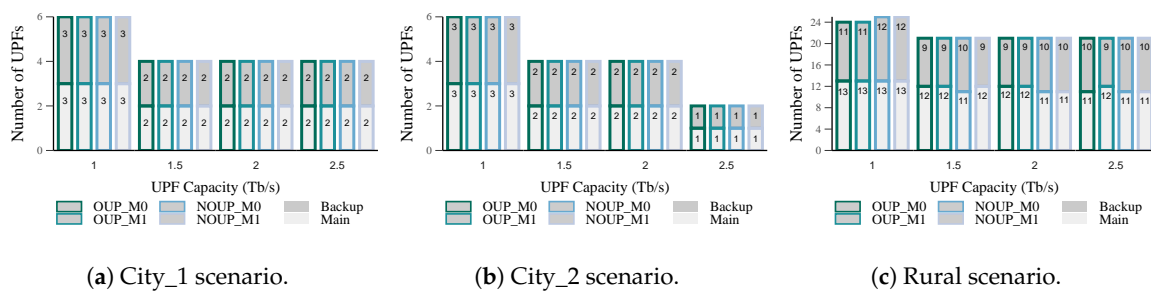 Number of UPFs
6
4
2
0
3 3 3 3
3 3 3 3
2 2 2 2
2 2 2 2
2 2 2 2
2 2 2 2
2 2 2 2
2 2 2 2
1 1.5 2 2.5
UPF Capacity (Tb/s)
OUP_M0 NOUP_M0 Backup
OUP_M1 NOUP_M1 Main
(a) City_1 scenario.
Number of UPFs
6
4
2
0
3 3 3 3
3 3 3 3
2 2 2 2
2 2 2 2
2 2 2 2
2 2 2 2
1 1 1 1
1 1 1 1
1 1.5 2 2.5
UPF Capacity (Tb/s)
OUP_M0 NOUP_M0 Backup
OUP_M1 NOUP_M1 Main
(b) City_2 scenario.
Number of UPFs
24
20
16
12
8
4
0
11 11 12 12
13 13 13 13
9 9 10 9
12 12 11 12
9 9 10 10
12 12 11 11
10 9 10 10
11 12 11 11
1 1.5 2 2.5
UPF Capacity (Tb/s)
OUP_M0 NOUP_M0 Backup
OUP_M1 NOUP_M1 Main
(c) Rural scenario.